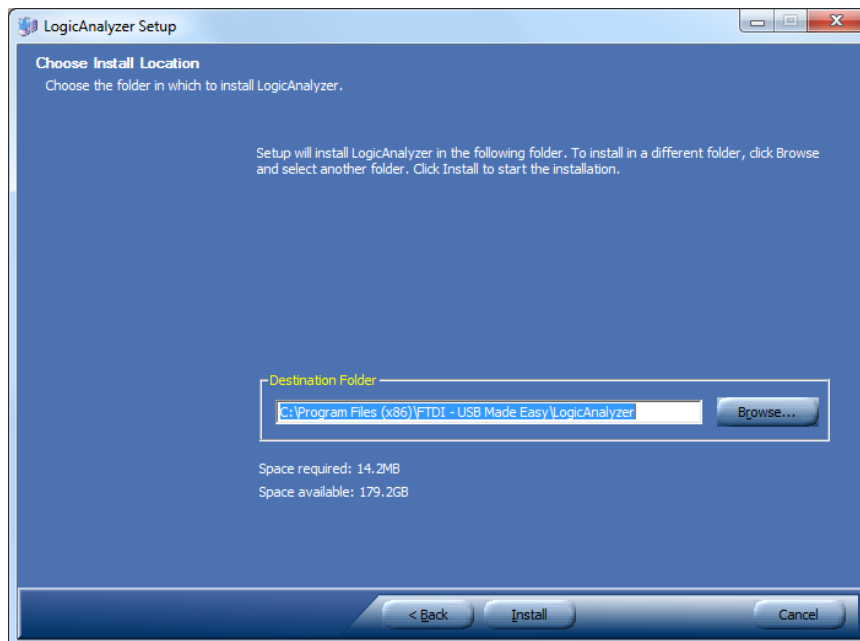 LogicAnalyzer Setup
Choose Install Location
Choose the folder in which to install LogicAnalyzer.
Setup will install LogicAnalyzer in the following folder. To install in a different folder, click Browse
and select another folder. Click Install to start the installation.
Destination Folder
C:\Program Files (x86)\FTDI - USB Made Easy\LogicAnalyzer
Browse...
Space required: 14.2MB
Space available: 179.2GB
< Back
Install
Cancel